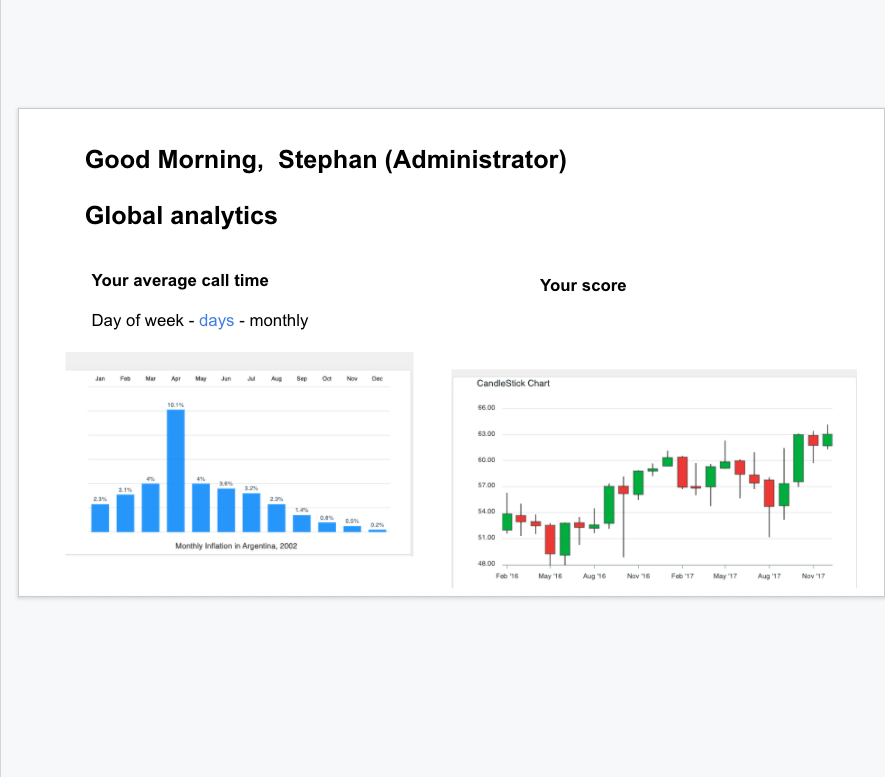 Good Morning,  Stephan (Administrator)
Global analytics
Your average call time
Your score
Day of week - days - monthly
Jan Feb Mar Apr May Jun Jul Aug Sep Oct Nov Dec
10.1%
2.3% 3.1% 4% 4% 3.6% 3.2% 2.3% 1.4% 0.8% 0.5% 0.2%
Monthly Inflation in Argentina, 2002
CandleStick Chart
66.00
63.00
60.00
57.00
54.00
51.00
48.00
Feb '16 May '16 Aug '16 Nov '16 Feb '17 May '17 Aug '17 Nov '17